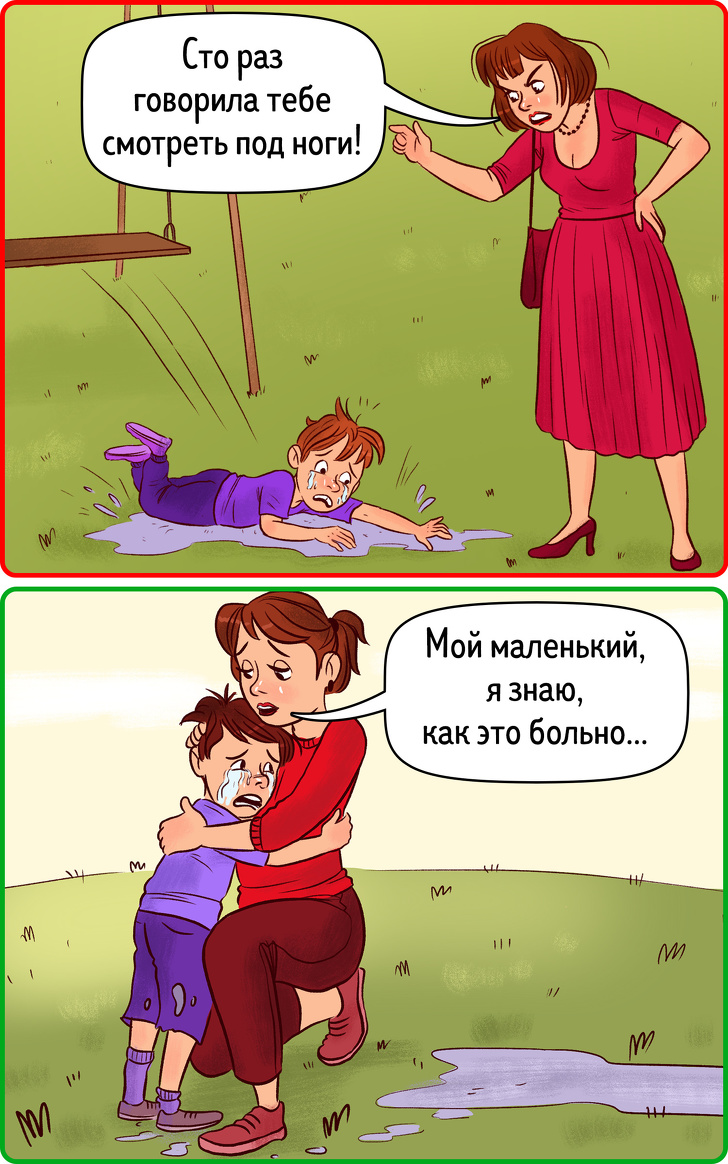 Сто раз
говорила тебе
смотреть под ноги!
Мой маленький,
я знаю,
как это больно...